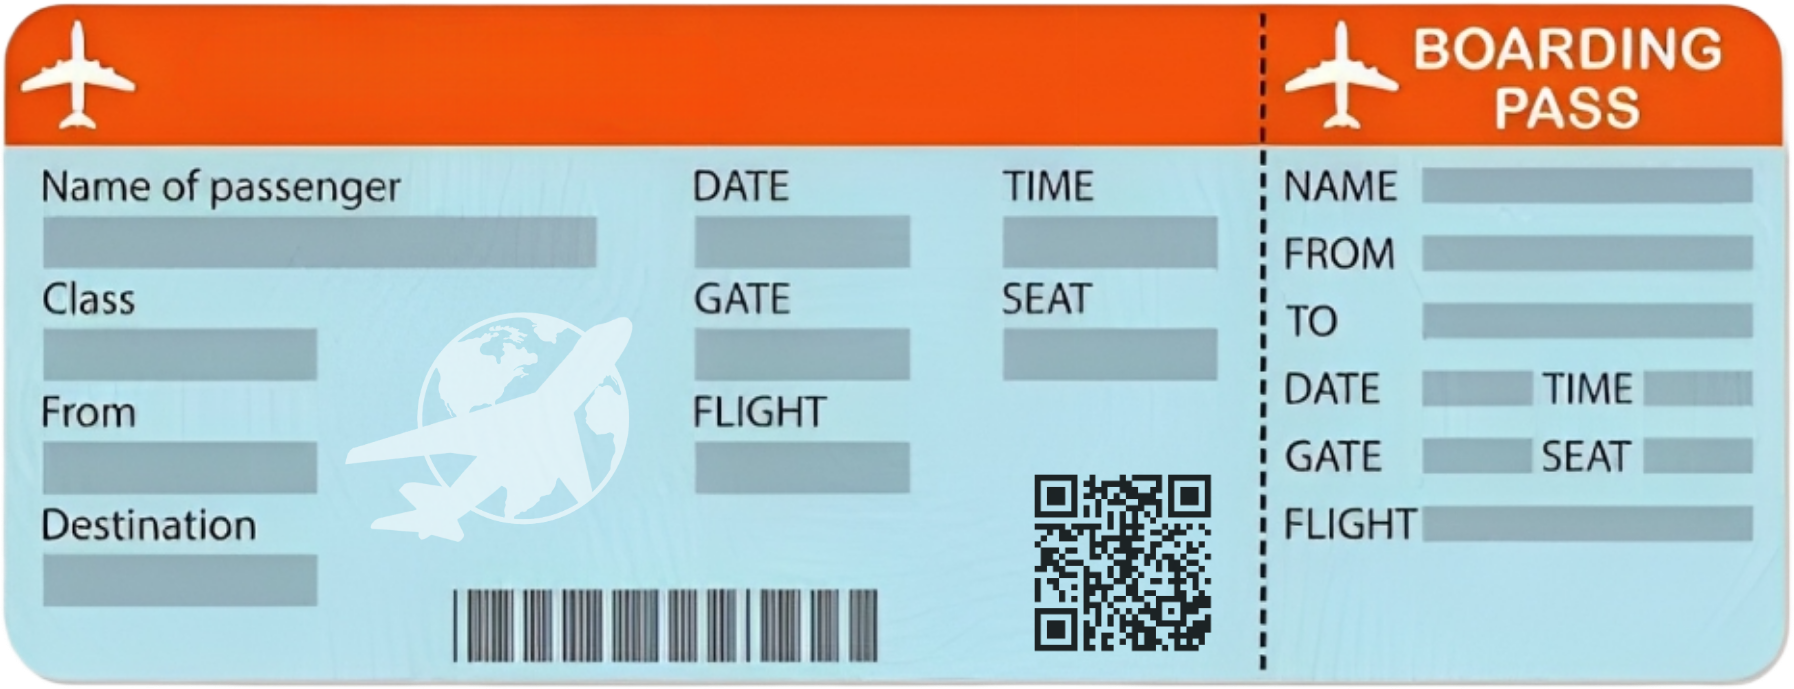 BOARDING
PASS
Name of passenger
DATE
TIME
Class
GATE
SEAT
From
FLIGHT
Destination
NAME
FROM
TO
DATE TIME
GATE SEAT
FLIGHT